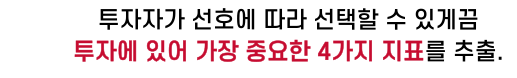 투자자가 선호에 따라 선택할 수 있게끔
투자에 있어 가장 중요한 4가지 지표를 추출.